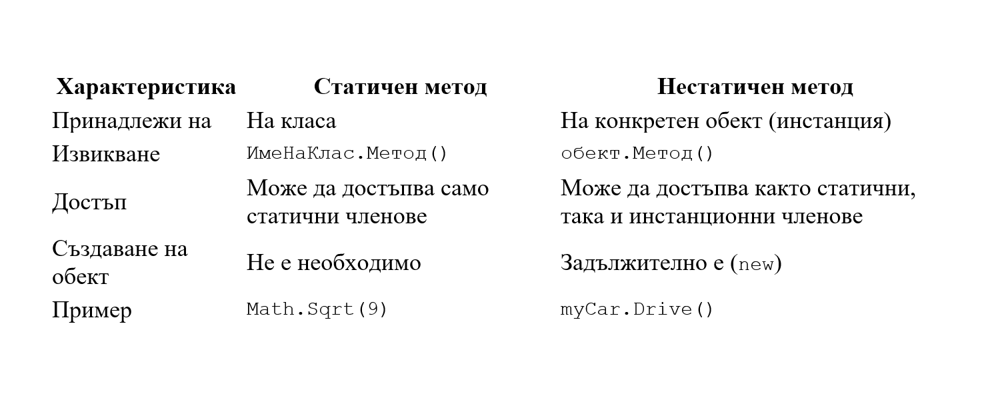 Характеристика Статичен метод Нестатичен метод
Принадлежи на На класа На конкретен обект (инстанция)
Извикване ИмеНаКлас.Метод() обект.Метод()
Достъп Може да достъпва само статични членове Може да достъпва както статични, така и инстанционни членове
Създаване на обект Не е необходимо Задължително е (new)
Пример Math.Sqrt(9) myCar.Drive()